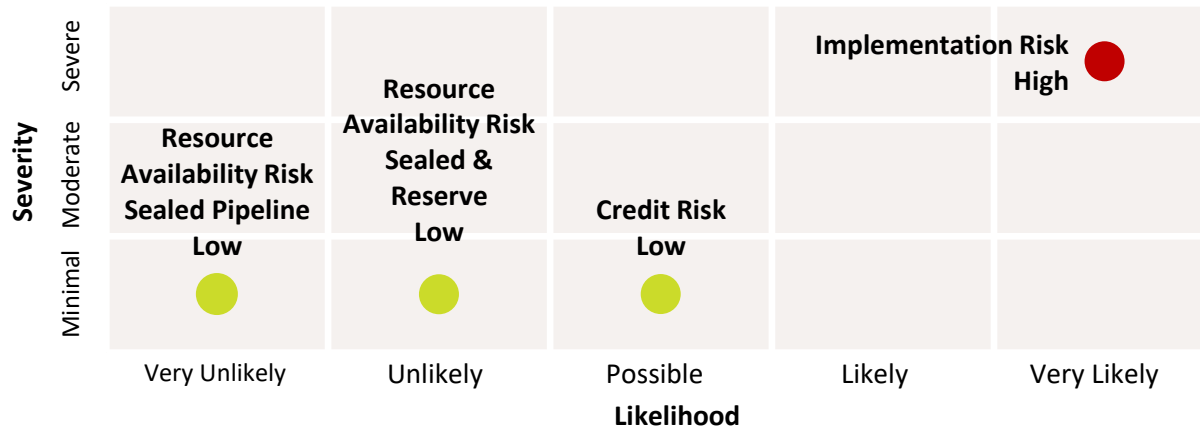 Severity
Severe
Moderate
Minimal
Implementation Risk
High
Resource
Availability Risk
Sealed &
Reserve
Low
Resource
Availability Risk
Sealed Pipeline
Low
Credit Risk
Low
Very Unlikely
Unlikely
Possible
Likely
Very Likely
Likelihood